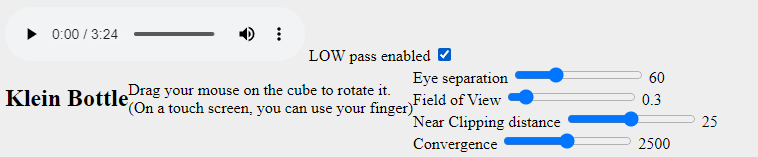 0:00 / 3:24
LOW pass enabled
Klein Bottle
Drag your mouse on the cube to rotate it.
(On a touch screen, you can use your finger)
Eye separation 60
Field of View 0.3
Near Clipping distance 25
Convergence 2500